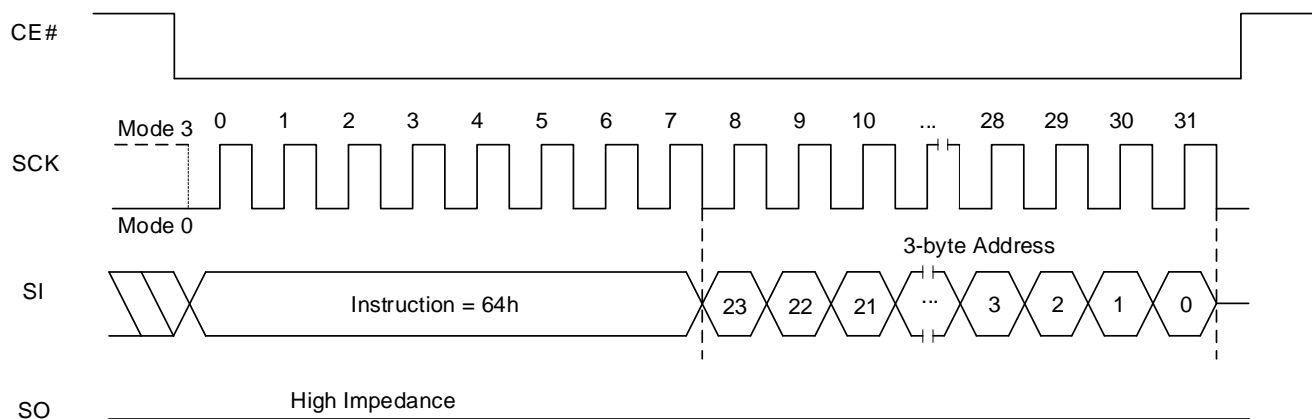 CE#
Mode 3
0 1 2 3 4 5 6 7 8 9 10 ... 28 29 30 31
SCK
Mode 0
3-byte Address
SI
Instruction = 64h
23 22 21 ... 3 2 1 0
High Impedance
SO